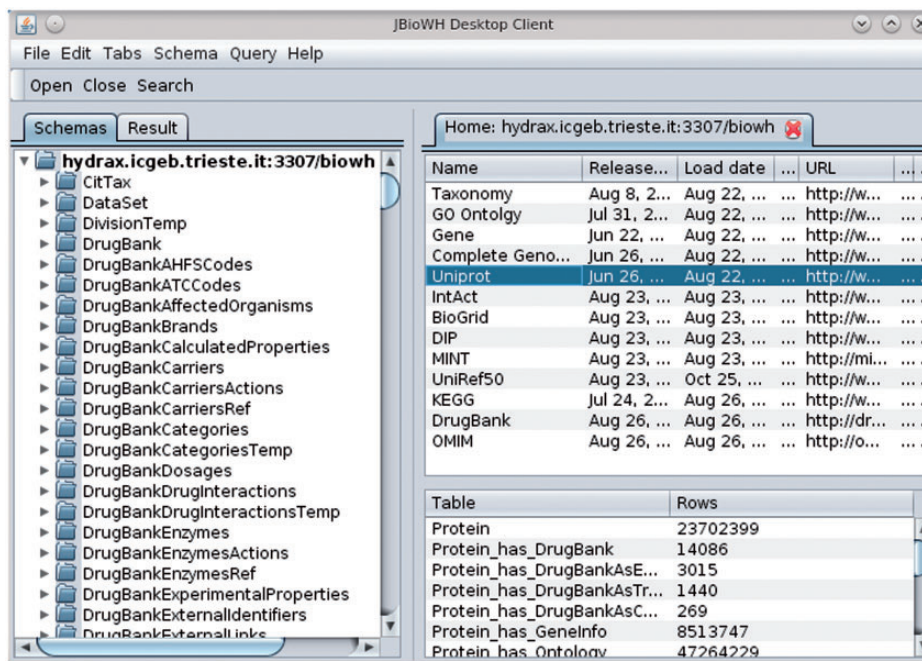 JBioWH Desktop Client
File Edit Tabs Schema Query Help
Open Close Search
Schemas Result
hydrax.icgeb.trieste.it:3307/biowh
CitTax
DataSet
DivisionTemp
DrugBank
DrugBankAHFSCodes
DrugBankATCCodes
DrugBankAffectedOrganisms
DrugBankBrands
DrugBankCalculatedProperties
DrugBankCarriers
DrugBankCarriersActions
DrugBankCarriersRef
DrugBankCategories
DrugBankCategoriesTemp
DrugBankDosages
DrugBankDrugInteractions
DrugBankDrugInteractionsTemp
DrugBankEnzymes
DrugBankEnzymesActions
DrugBankEnzymesRef
DrugBankExperimentalProperties
DrugBankExternalIdentifiers
DrugBankExternalLinks
Home: hydrax.icgeb.trieste.it:3307/biowh
Name Release... Load date ... URL ...
Taxonomy Aug 8, 2... Aug 22, ... ... http://w... ...
GO Ontolgy Jul 31, 2... Aug 22, ... ... http://w... ...
Gene Jun 22, ... Aug 22, ... ... http://w... ...
Complete Geno... Jun 26, ... Aug 22, ... ... http://w... ...
Uniprot Jun 26, ... Aug 22, ... ... http://w... ...
IntAct Aug 23, ... Aug 23, ... ... http://w... ...
BioGrid Aug 23, ... Aug 23, ... ... http://w... ...
DIP Aug 23, ... Aug 23, ... ... http://w... ...
MINT Aug 23, ... Aug 23, ... ... http://mi... ...
UniRef50 Aug 23, ... Oct 25, ... ... http://w... ...
KEGG Jul 24, 2... Aug 26, ... ... http://w... ...
DrugBank Aug 26, ... Aug 26, ... ... http://dr... ...
OMIM Aug 26, ... Aug 26, ... ... http://o... ...
Table Rows
Protein 23702399
Protein_has_DrugBank 14086
Protein_has_DrugBankAsE... 3015
Protein_has_DrugBankAsTr... 1440
Protein_has_DrugBankAsC... 269
Protein_has_GeneInfo 8513747
Protein_has_Ontology 47264229